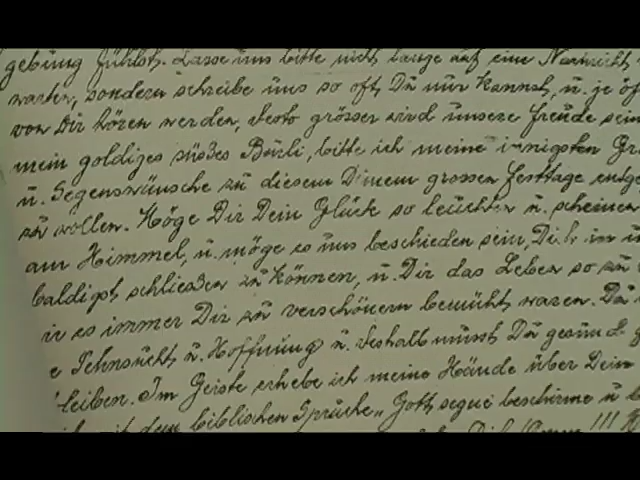 gebung fühlst. Lasse uns bitte nicht lange auf eine Nachricht
warten, sondern schreibe uns so oft Du nur kannst, u. je öf
von Dir hören werden, desto grösser wird unsere Freude sein
mein goldiges süßes Burli, bitte ich meine innigsten Gr
u. Segenswünsche zu diesem Deinem grossen Festtage entge
zu wollen. Möge Dir Dein Glück so leuchten u. scheinen
am Himmel, u. möge es uns beschieden sein, Dich in
baldigst schließen zu können, u. Dir das Leben so zu
ir es immer Dir zu verschönern bemüht waren. Du
e Sehnsucht u. Hoffnung u. deshalb musst Du gesund
leiben. Im Geiste erhebe ich meine Hände über Dein
mit dem biblischen Spruche „Gott segne beschirme u b
!!!